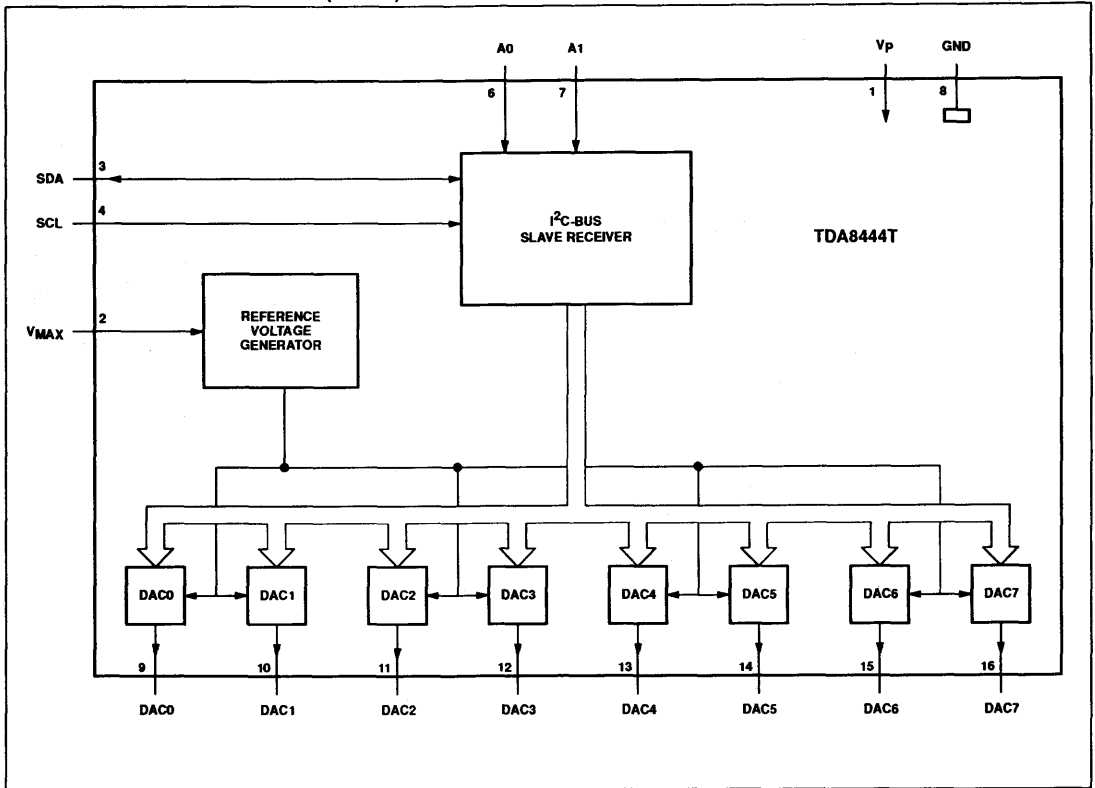 A0 A1 Vp GND
6 7 1 8
3
SDA
4
SCL
I²C-BUS
SLAVE RECEIVER
TDA8444T
2
VMAX
REFERENCE
VOLTAGE
GENERATOR
DAC0 DAC1 DAC2 DAC3 DAC4 DAC5 DAC6 DAC7
9 10 11 12 13 14 15 16
DAC0 DAC1 DAC2 DAC3 DAC4 DAC5 DAC6 DAC7